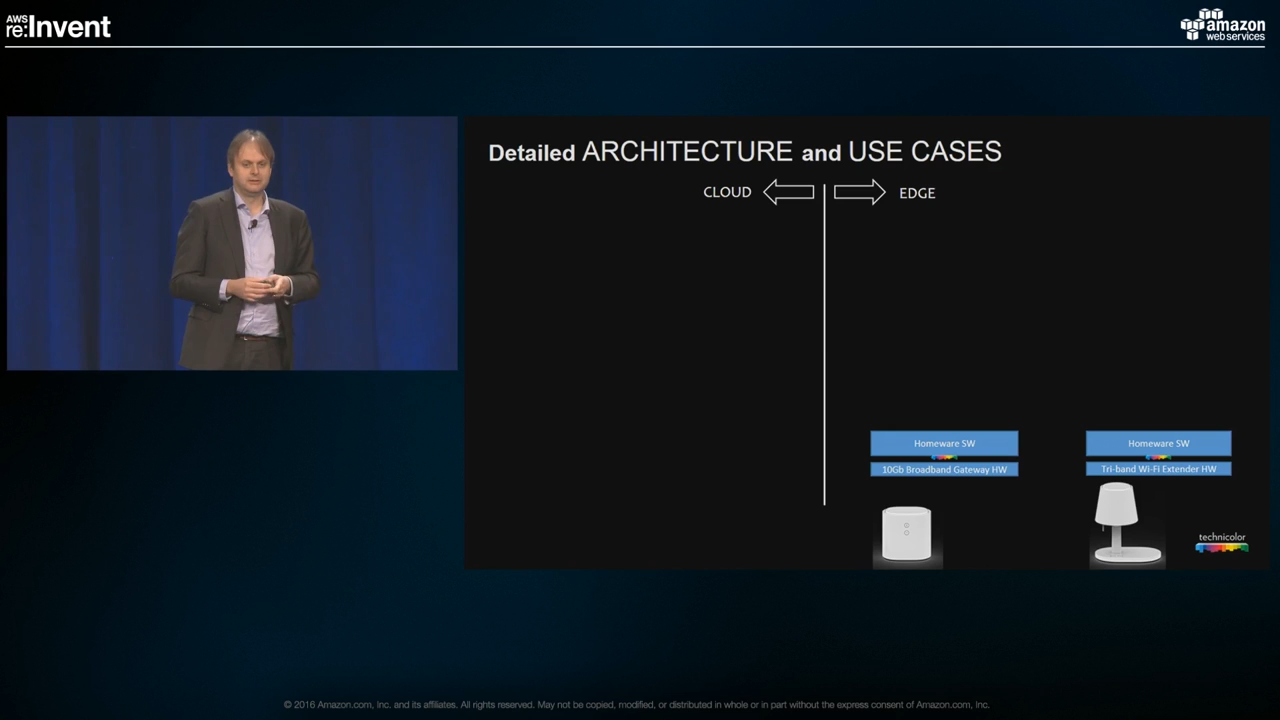 AWS
re:Invent
amazon
web services
Detailed ARCHITECTURE and USE CASES
CLOUD
EDGE
Homeware SW
10Gb Broadband Gateway HW
Homeware SW
Tri-band Wi-Fi Extender HW
technicolor
© 2016 Amazon.com, Inc. and its affiliates. All rights reserved. May not be copied, modified, or distributed in whole or in part without the express consent of Amazon.com, Inc.